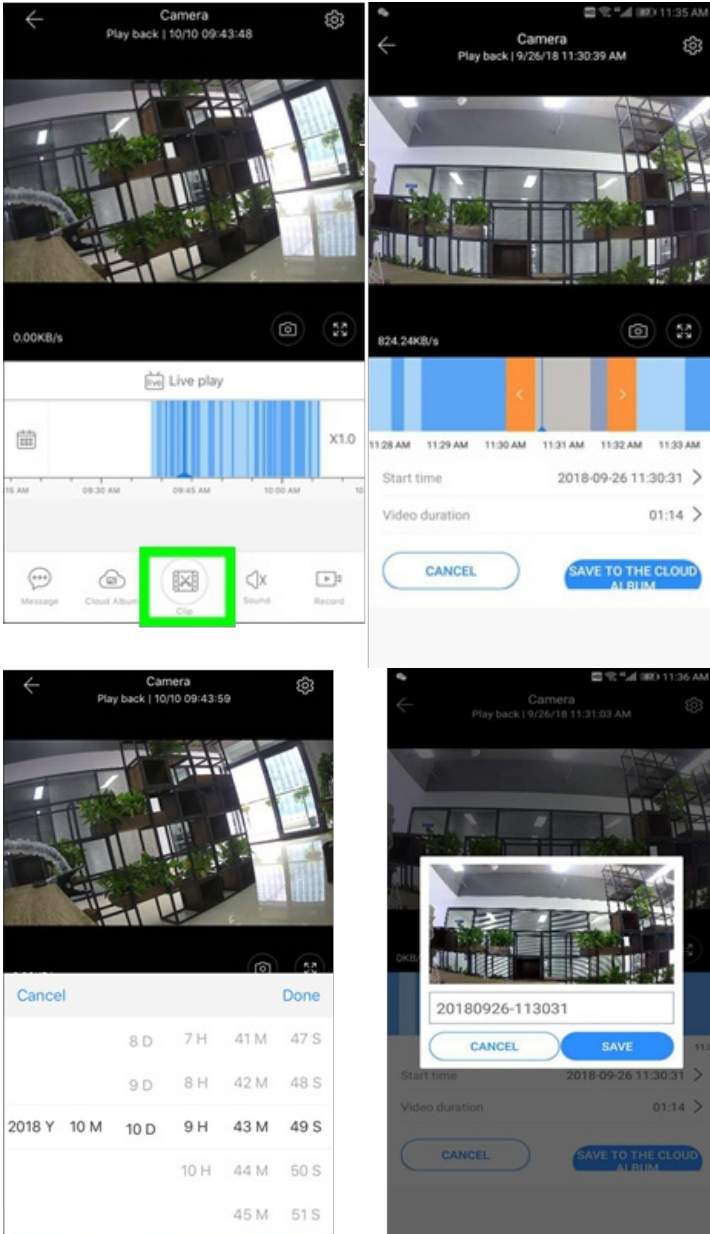 Camera
Play back | 10/10 09:43:48
0.00KB/s
live Live play
X1.0
15 AM 09:30 AM 09:45 AM 10:00 AM 10
Message Cloud Album Clip Sound Record
11:35 AM
Camera
Play back | 9/26/18 11:30:39 AM
824.24KB/s
11:28 AM 11:29 AM 11:30 AM 11:31 AM 11:32 AM 11:33 AM
Start time 2018-09-26 11:30:31 >
Video duration 01:14 >
CANCEL SAVE TO THE CLOUD
ALBUM
Camera
Play back | 10/10 09:43:59
Cancel Done
8 D 7 H 41 M 47 S
9 D 8 H 42 M 48 S
2018 Y 10 M 10 D 9 H 43 M 49 S
10 H 44 M 50 S
45 M 51 S
11:36 AM
Camera
Play back | 9/26/18 11:31:03 AM
0KB/
20180926-113031
CANCEL SAVE
Start time 2018-09-26 11:30:31 >
Video duration 01:14 >
CANCEL SAVE TO THE CLOUD
ALBUM